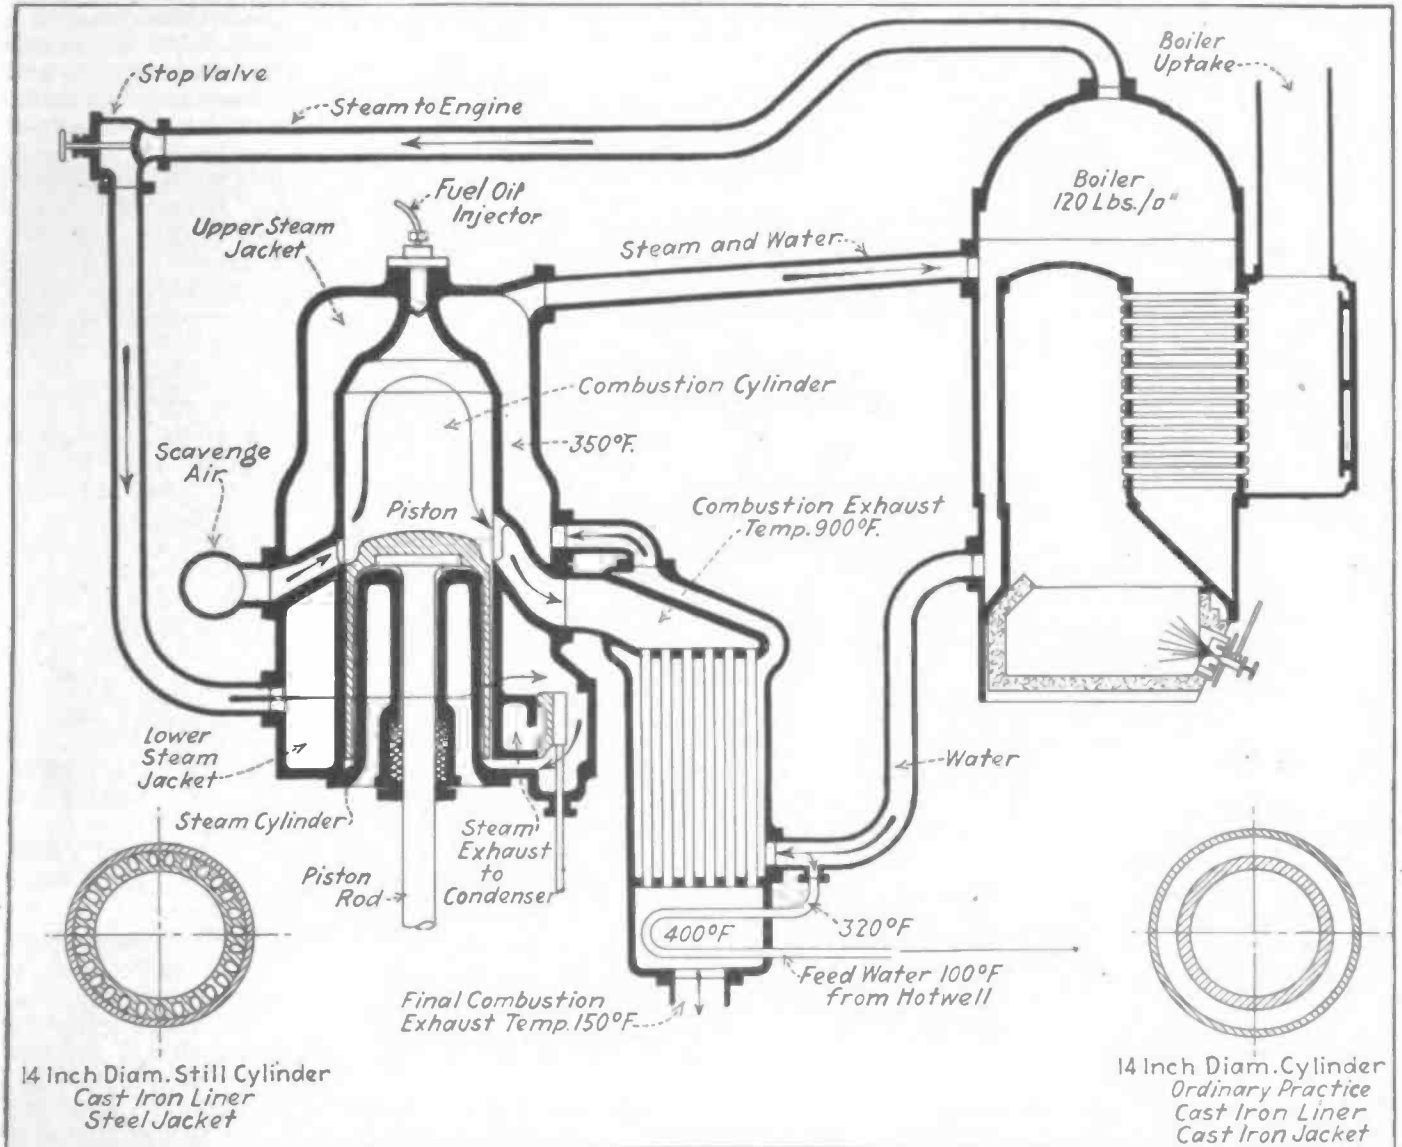 Boiler
Uptake
Stop Valve
Steam to Engine
Boiler
120 Lbs./□"
Fuel Oil
Injector
Upper Steam
Jacket
Steam and Water
Combustion Cylinder
350°F.
Scavenge
Air
Piston
Combustion Exhaust
Temp. 900°F.
Lower
Steam
Jacket
Water
Steam Cylinder
Steam
Exhaust
to
Condenser
Piston
Rod
400°F
320°F
Feed Water 100°F
from Hotwell
Final Combustion
Exhaust Temp. 150°F.
14 Inch Diam. Still Cylinder
Cast Iron Liner
Steel Jacket
14 Inch Diam. Cylinder
Ordinary Practice
Cast Iron Liner
Cast Iron Jacket